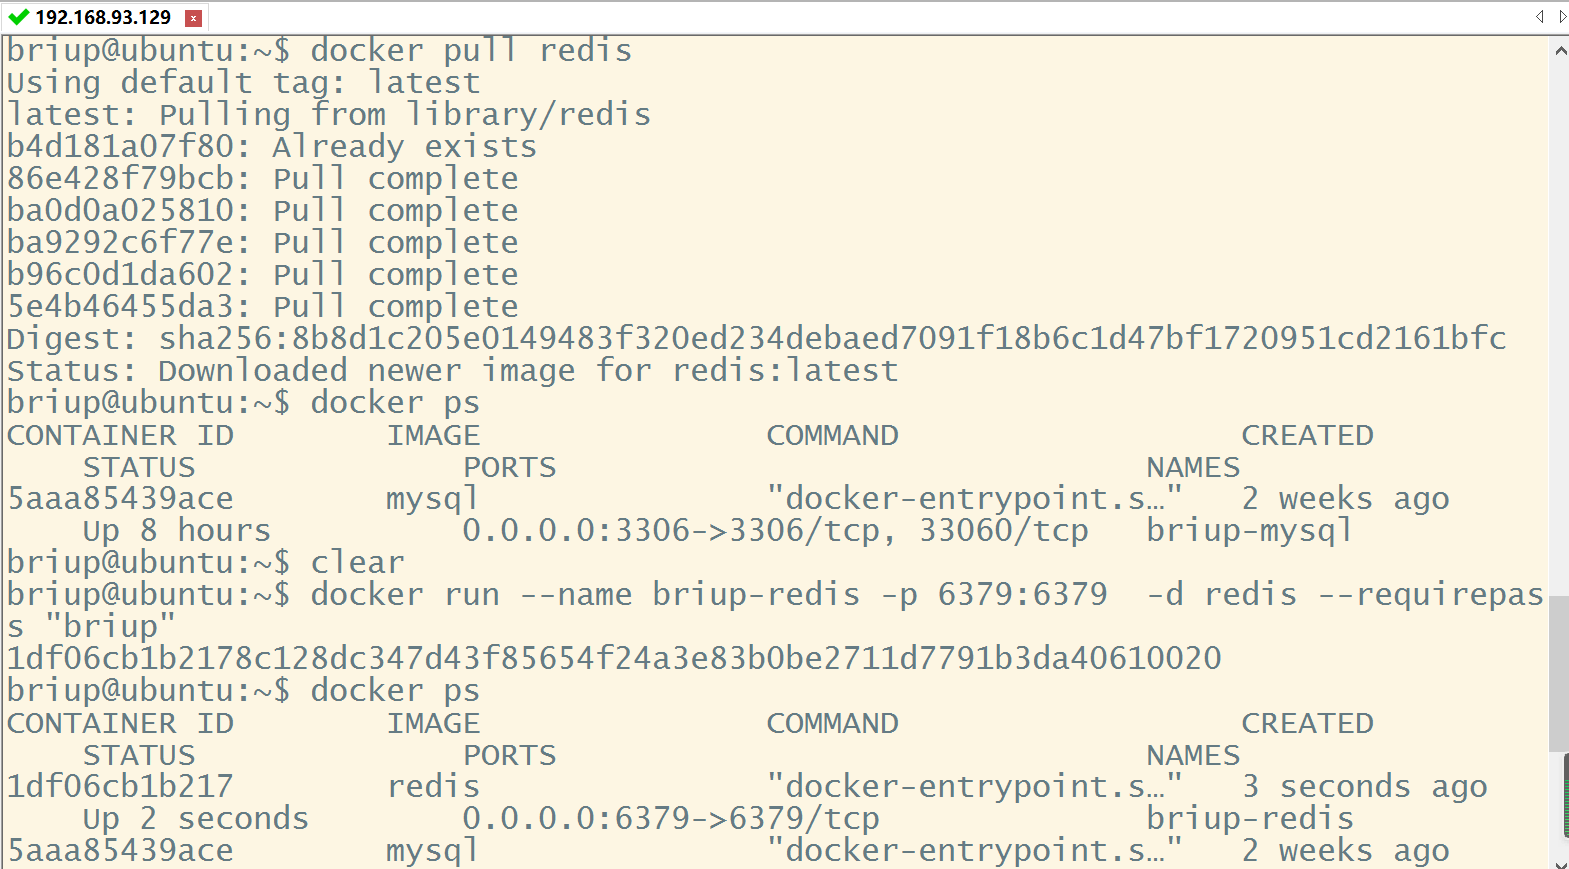 192.168.93.129
briup@ubuntu:~$ docker pull redis
Using default tag: latest
latest: Pulling from library/redis
b4d181a07f80: Already exists
86e428f79bcb: Pull complete
ba0d0a025810: Pull complete
ba9292c6f77e: Pull complete
b96c0d1da602: Pull complete
5e4b46455da3: Pull complete
Digest: sha256:8b8d1c205e0149483f320ed234debaed7091f18b6c1d47bf1720951cd2161bfc
Status: Downloaded newer image for redis:latest
briup@ubuntu:~$ docker ps
CONTAINER ID        IMAGE               COMMAND                  CREATED
    STATUS              PORTS                               NAMES
5aaa85439ace        mysql               "docker-entrypoint.s…"   2 weeks ago
    Up 8 hours          0.0.0.0:3306->3306/tcp, 33060/tcp   briup-mysql
briup@ubuntu:~$ clear
briup@ubuntu:~$ docker run --name briup-redis -p 6379:6379  -d redis --requirepas
s "briup"
1df06cb1b2178c128dc347d43f85654f24a3e83b0be2711d7791b3da40610020
briup@ubuntu:~$ docker ps
CONTAINER ID        IMAGE               COMMAND                  CREATED
    STATUS              PORTS                               NAMES
1df06cb1b217        redis               "docker-entrypoint.s…"   3 seconds ago
    Up 2 seconds        0.0.0.0:6379->6379/tcp              briup-redis
5aaa85439ace        mysql               "docker-entrypoint.s…"   2 weeks ago